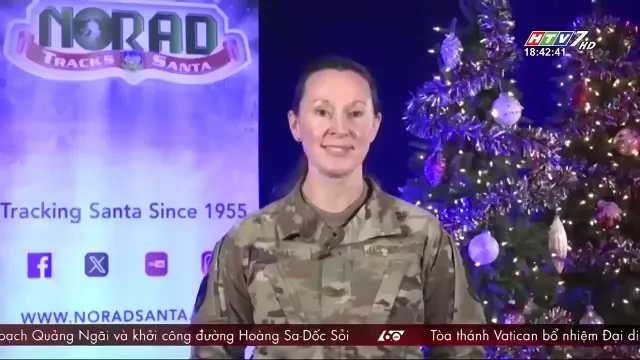 NORAD
TRACKS SANTA
HTV7 HD
18:42:41
Tracking Santa Since 1955
WWW.NORADSANTA.
oạch Quảng Ngãi và khởi công đường Hoàng Sa-Dốc Sỏi
60
Tòa thánh Vatican bổ nhiệm Đại di